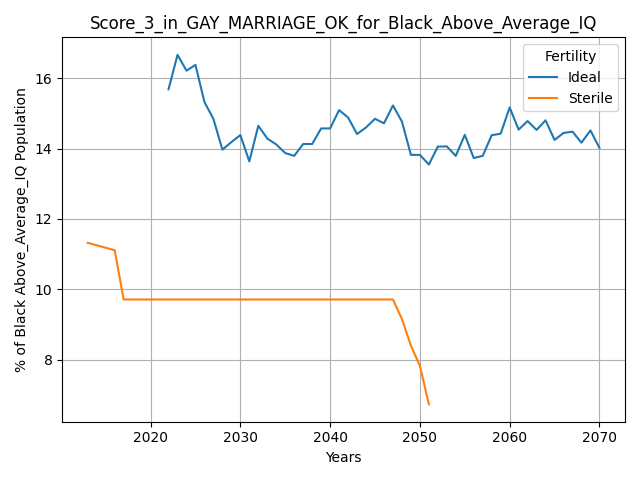 Score_3_in_GAY_MARRIAGE_OK_for_Black_Above_Average_IQ
% of Black Above_Average_IQ Population
16
14
12
10
8
Fertility
Ideal
Sterile
2020 2030 2040 2050 2060 2070
Years